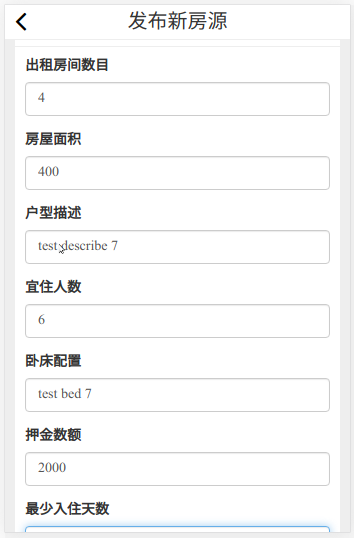 发布新房源
出租房间数目
4
房屋面积
400
户型描述
test describe 7
宜住人数
6
卧床配置
test bed 7
押金数额
2000
最少入住天数